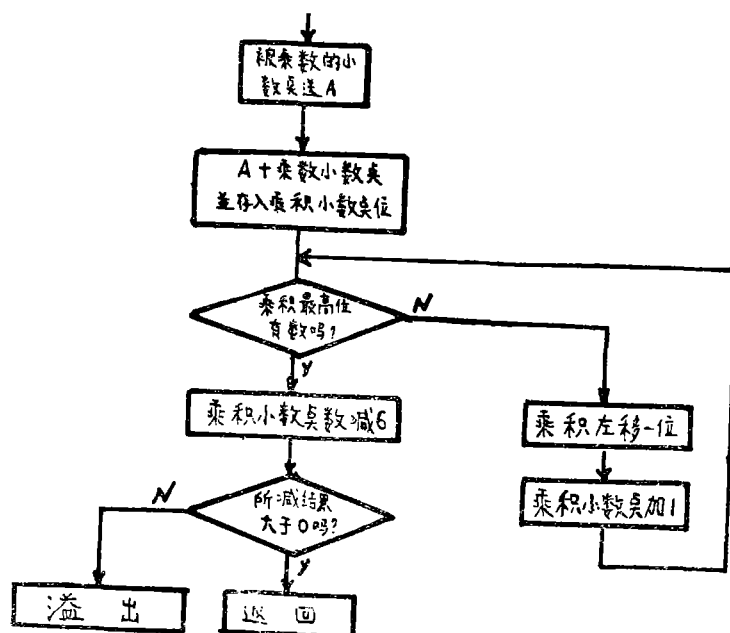 被乘数的小
数点送A
A+乘数小数点
並存入乘积小数点位
乘积最高位
有数吗?
N
y
乘积小数点数减6
乘积左移一位
乘积小数点加1
所减结果
大于0吗?
N
y
溢出
返回